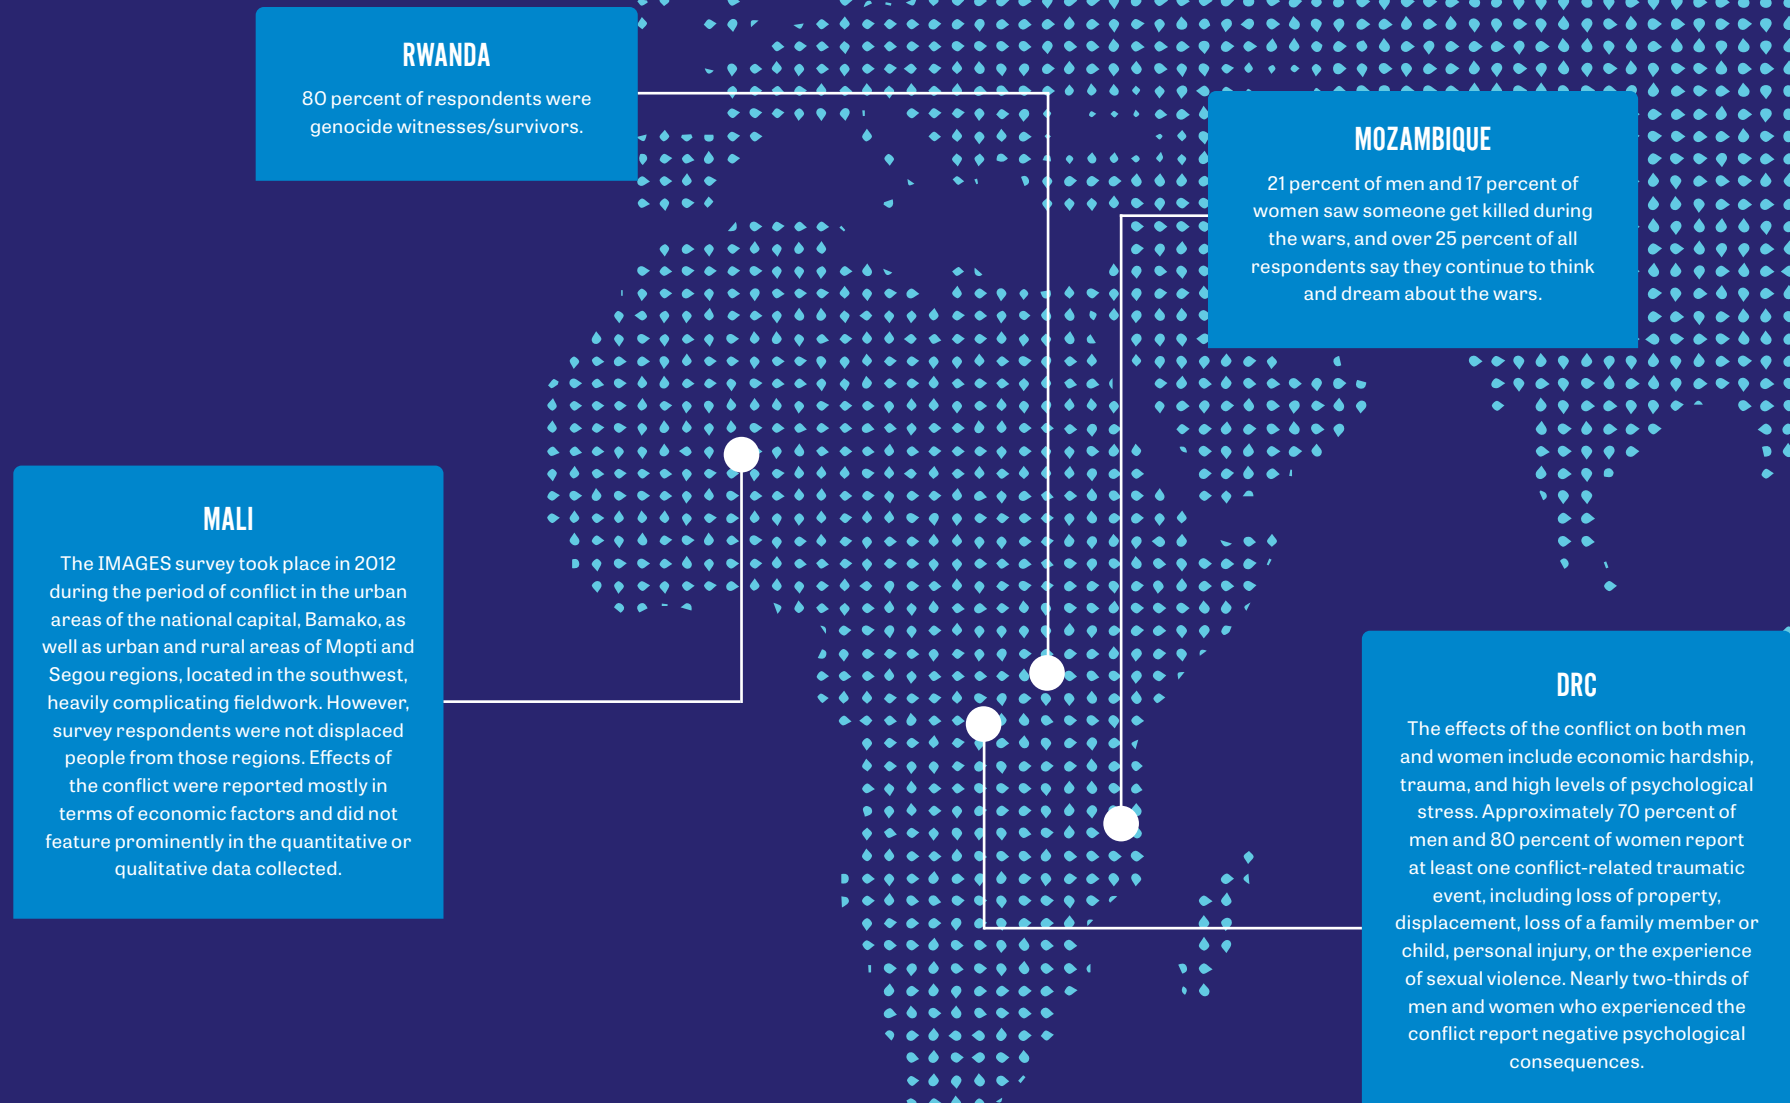 RWANDA
80 percent of respondents were
genocide witnesses/survivors.
MOZAMBIQUE
21 percent of men and 17 percent of
women saw someone get killed during
the wars, and over 25 percent of all
respondents say they continue to think
and dream about the wars.
MALI
The IMAGES survey took place in 2012
during the period of conflict in the urban
areas of the national capital, Bamako, as
well as urban and rural areas of Mopti and
Segou regions, located in the southwest,
heavily complicating fieldwork. However,
survey respondents were not displaced
people from those regions. Effects of
the conflict were reported mostly in
terms of economic factors and did not
feature prominently in the quantitative or
qualitative data collected.
DRC
The effects of the conflict on both men
and women include economic hardship,
trauma, and high levels of psychological
stress. Approximately 70 percent of
men and 80 percent of women report
at least one conflict-related traumatic
event, including loss of property,
displacement, loss of a family member or
child, personal injury, or the experience
of sexual violence. Nearly two-thirds of
men and women who experienced the
conflict report negative psychological
consequences.